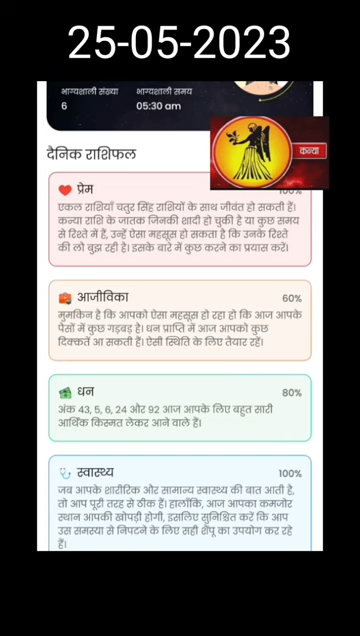 25-05-2023
भाग्यशाली संख्या भाग्यशाली समय
6 05:30 am
कन्या
दैनिक राशिफल
प्रेम 100%
एकल राशियाँ चतुर सिंह राशियों के साथ जीवंत हो सकती हैं।
कन्या राशि के जातक जिनकी शादी हो चुकी है या कुछ समय
से रिश्ते में हैं, उन्हें ऐसा महसूस हो सकता है कि उनके रिश्ते
की लौ बुझ रही है। इसके बारे में कुछ करने का प्रयास करें।
आजीविका 60%
मुमकिन है कि आपको ऐसा महसूस हो रहा हो कि आज आपके
पेसों में कुछ गड़बड़ है। धन प्राप्ति में आज आपको कुछ
दिक्कतें आ सकती हैं। ऐसी स्थिति के लिए तैयार रहें।
धन 80%
अंक 43, 5, 6, 24 और 92 आज आपके लिए बहुत सारी
आर्थिक किस्मत लेकर आने वाले हैं।
स्वास्थ्य 100%
जब आपके शारीरिक और सामान्य स्वास्थ्य की बात आती है,
तो आप पूरी तरह से ठीक हैं। हालाँकि, आज आपका कमजोर
स्थान आपकी खोपड़ी होगी, इसलिए सुनिश्चित करें कि आप
उस समस्या से निपटने के लिए सही शैंपू का उपयोग कर रहे
हैं।